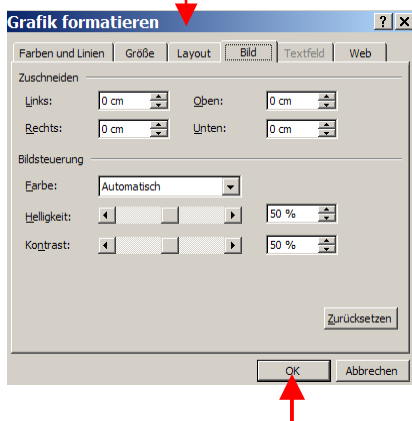 Grafik formatieren
Farben und Linien Größe Layout Bild Textfeld Web
Zuschneiden
Links: 0 cm Oben: 0 cm
Rechts: 0 cm Unten: 0 cm
Bildsteuerung
Farbe: Automatisch
Helligkeit: 50 %
Kontrast: 50 %
Zurücksetzen
OK Abbrechen